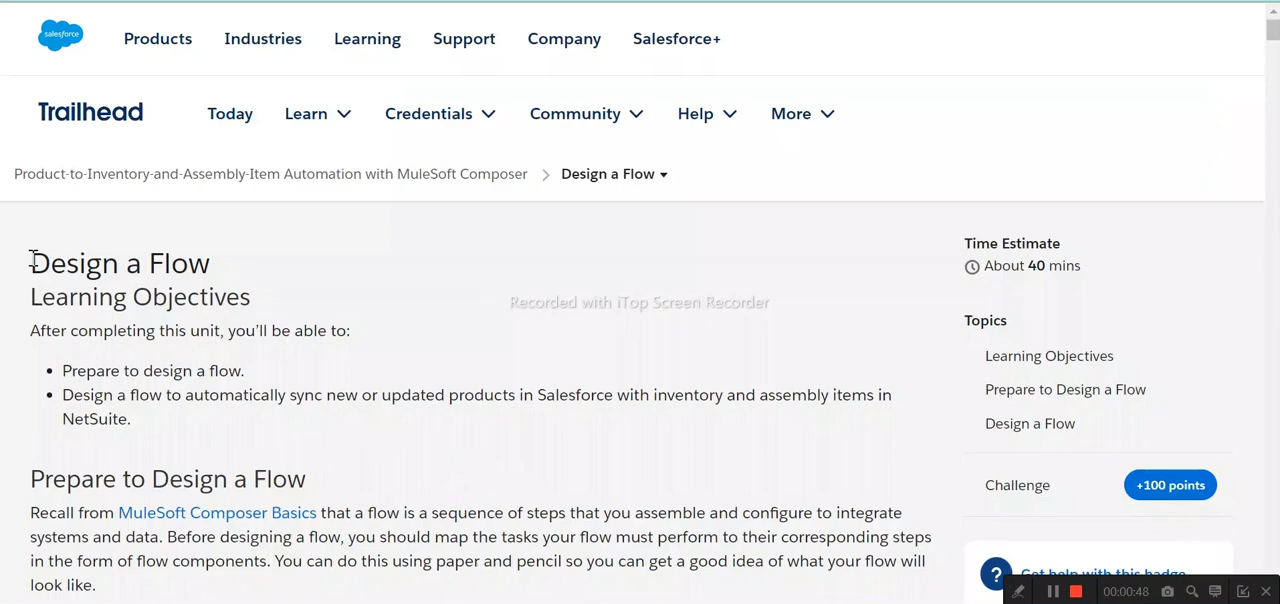 salesforce
Products Industries Learning Support Company Salesforce+
Trailhead Today Learn Credentials Community Help More
Product-to-Inventory-and-Assembly-Item Automation with MuleSoft Composer Design a Flow
Design a Flow
Learning Objectives
After completing this unit, you’ll be able to:
• Prepare to design a flow.
• Design a flow to automatically sync new or updated products in Salesforce with inventory and assembly items in
NetSuite.
Prepare to Design a Flow
Recall from MuleSoft Composer Basics that a flow is a sequence of steps that you assemble and configure to integrate
systems and data. Before designing a flow, you should map the tasks your flow must perform to their corresponding steps
in the form of flow components. You can do this using paper and pencil so you can get a good idea of what your flow will
look like.
Recorded with iTop Screen Recorder
Time Estimate
About 40 mins
Topics
Learning Objectives
Prepare to Design a Flow
Design a Flow
Challenge +100 points
? Get help with this badge
00:00:48